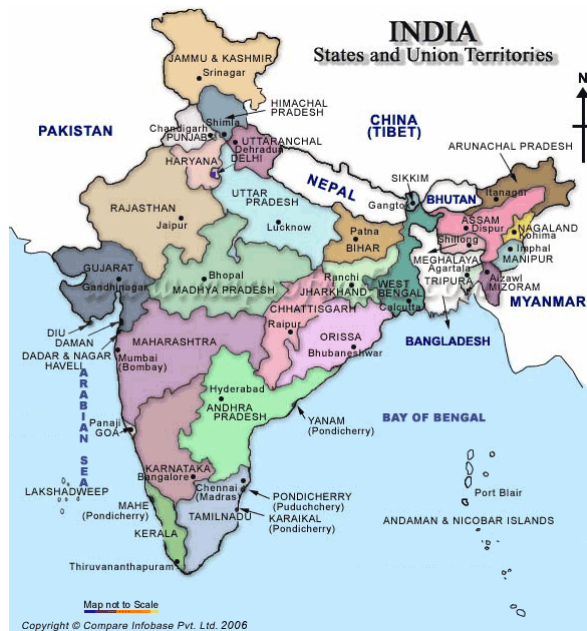 INDIA
States and Union Territories
N
JAMMU & KASHMIR
Srinagar
HIMACHAL
PRADESH
Shimla
PAKISTAN
Chandigarh
PUNJAB
CHINA
(TIBET)
UTTARANCHAL
Dehradun
HARYANA
DELHI
ARUNACHAL PRADESH
SIKKIM
NEPAL
BHUTAN
Itanagar
UTTAR
PRADESH
Gangtok
RAJASTHAN
Jaipur
Lucknow
ASSAM
Dispur
NAGALAND
Kohima
Patna
BIHAR
Shillong
Imphal
MANIPUR
MEGHALAYA
Agartala
TRIPURA
Aizawl
MIZORAM
GUJARAT
Gandhinagar
Bhopal
MADHYA PRADESH
Ranchi
JHARKHAND
WEST
BENGAL
Calcutta
MYANMAR
CHHATTISGARH
Raipur
DIU
DAMAN
DADAR & NAGAR
HAVELI
MAHARASHTRA
Mumbai
(Bombay)
ORISSA
Bhubaneshwar
BANGLADESH
ARABIAN SEA
Hyderabad
ANDHRA
PRADESH
YANAM
(Pondicherry)
BAY OF BENGAL
Panaji
GOA
KARNATAKA
Bangalore
LAKSHADWEEP
Chennai
(Madras)
PONDICHERRY
(Puduchchery)
Port Blair
MAHE
(Pondicherry)
TAMILNADU
KARAIKAL
(Pondicherry)
ANDAMAN & NICOBAR ISLANDS
KERALA
Thiruvananthapuram
Map not to Scale
Copyright © Compare Infobase Pvt. Ltd. 2006